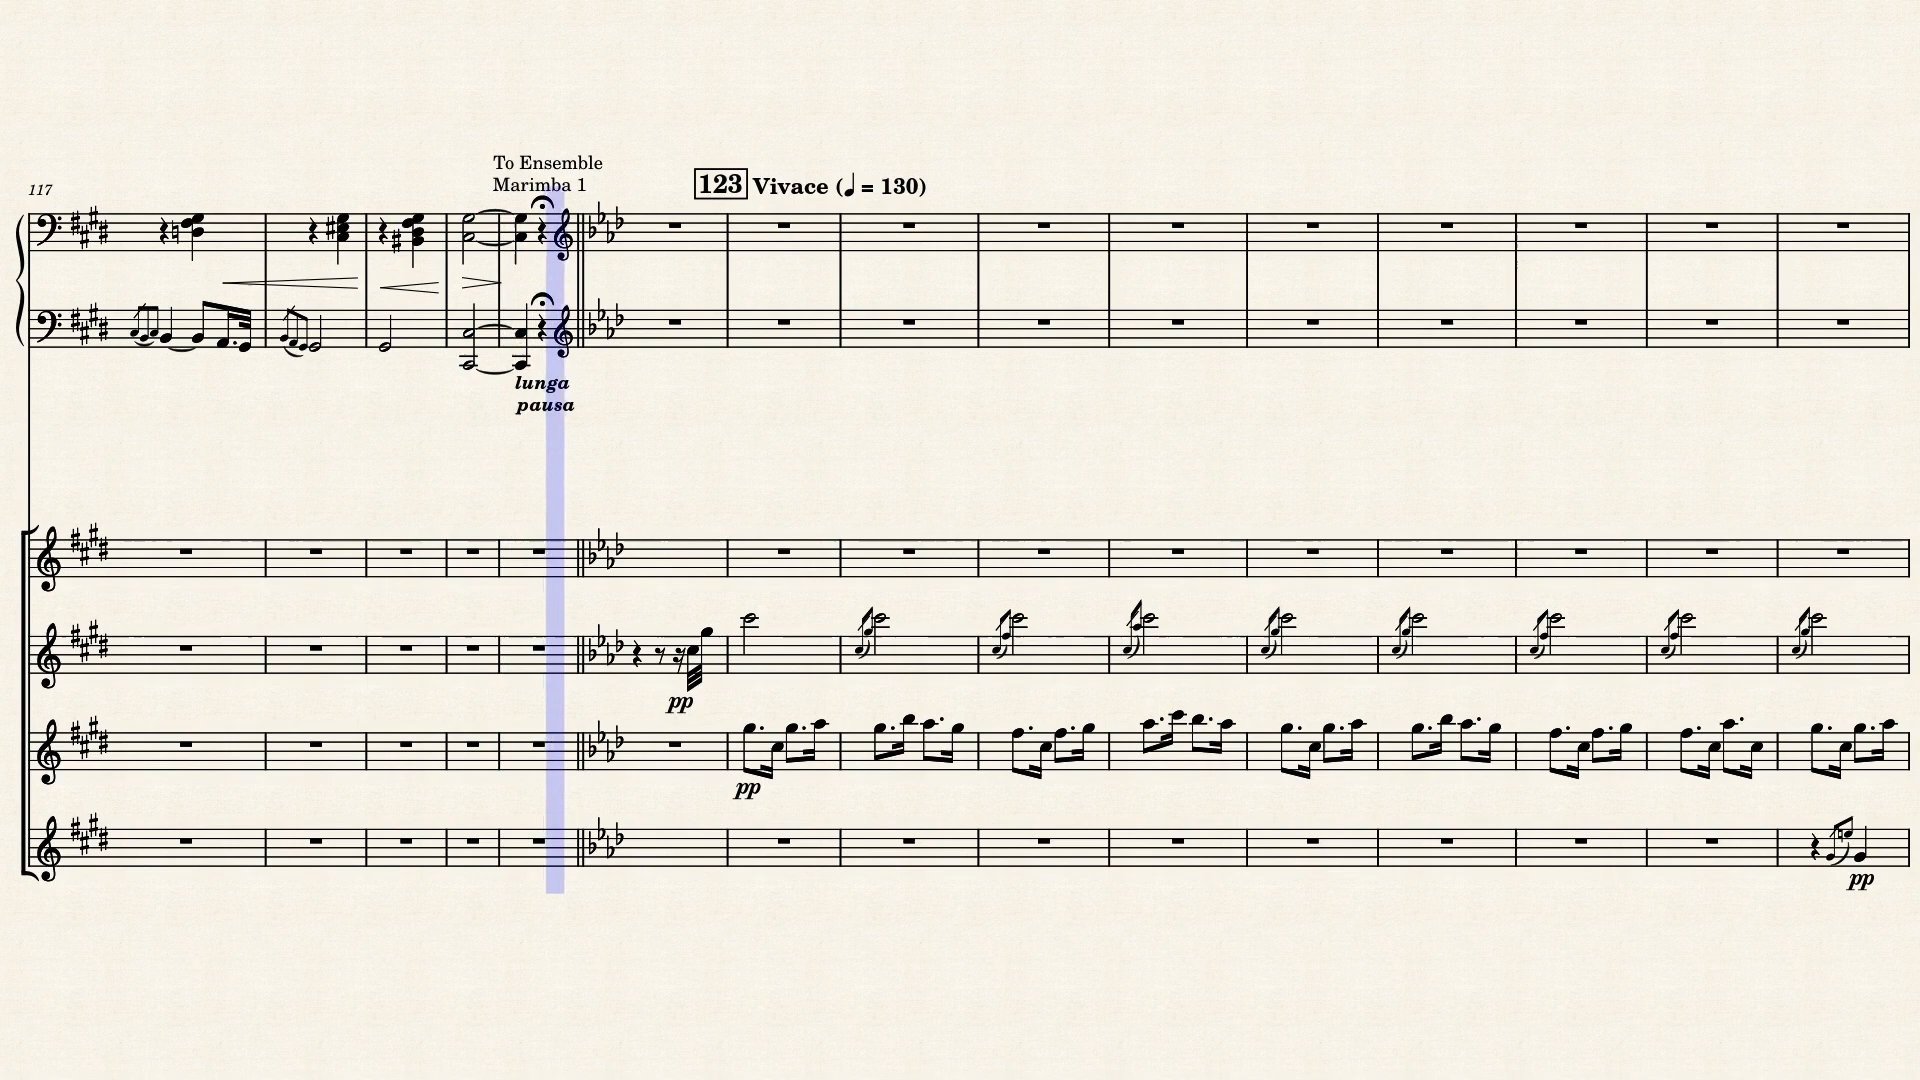 To Ensemble
Marimba 1
117
123 Vivace (♩ = 130)
lunga
pausa
pp
pp
pp